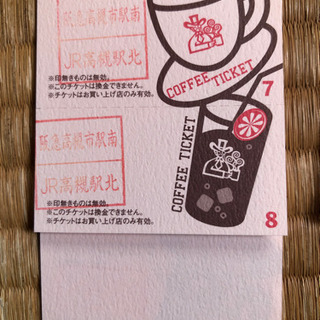 阪急高槻市駅南
JR高槻駅北
※印無きものは無効。
※このチケットは換金できません。
※チケットはお買い上げ店のみ有効。
COFFEE TICKET
7
阪急高槻市駅南
JR高槻駅北
※印無きものは無効。
※このチケットは換金できません。
※チケットはお買い上げ店のみ有効。
COFFEE TICKET
8